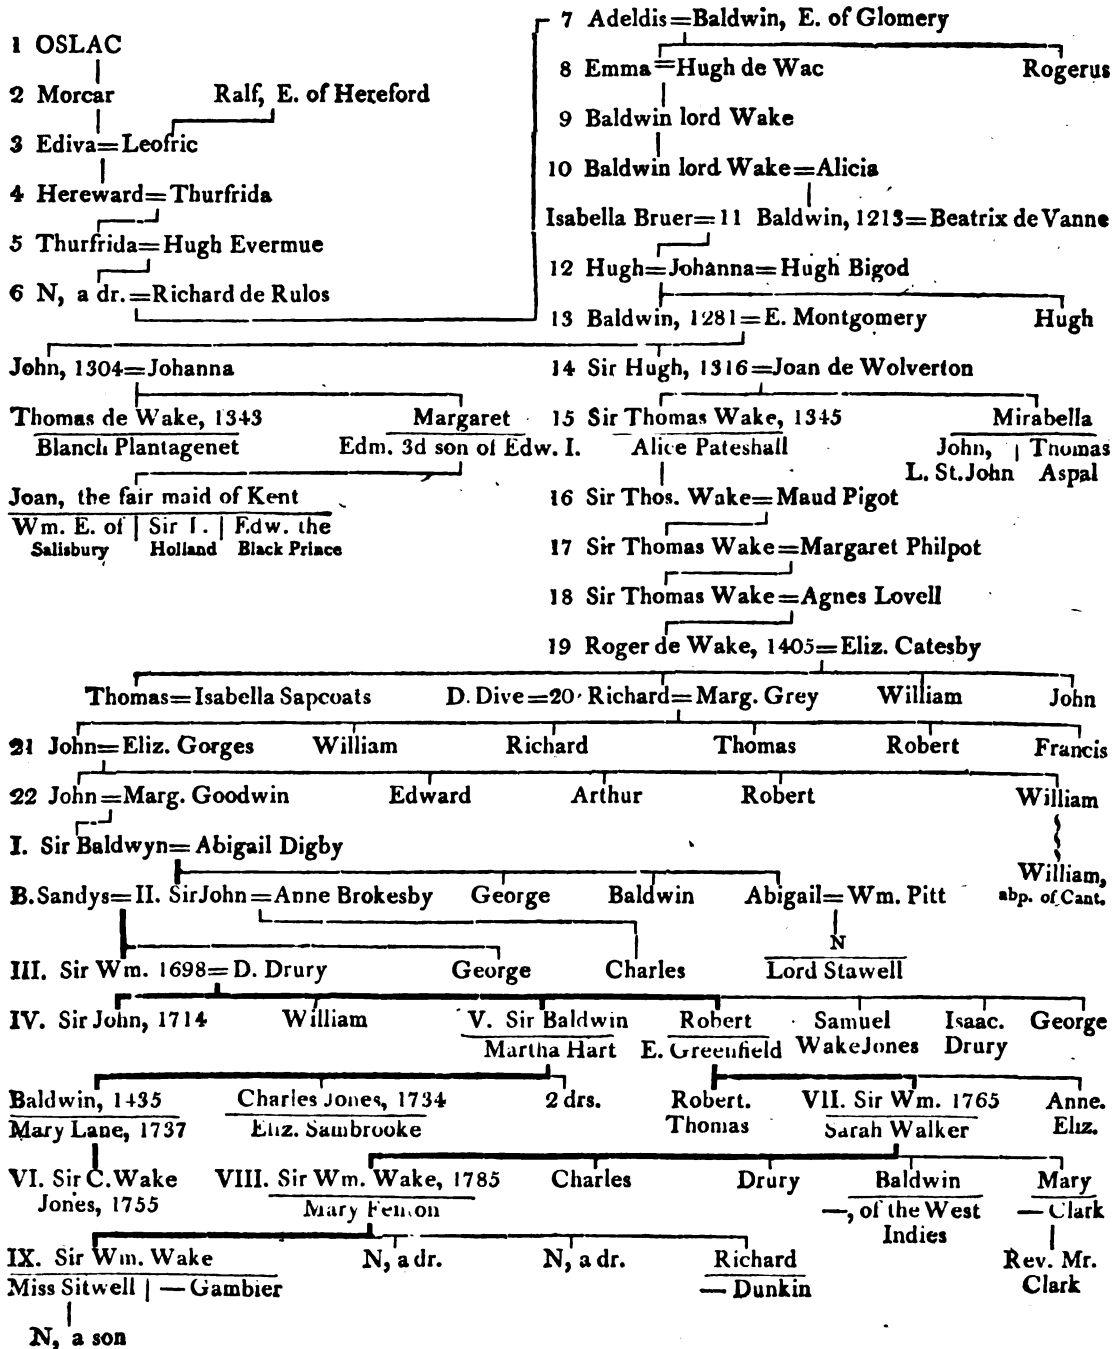 1 OSLAC
2 Morcar Ralf, E. of Hereford
3 Ediva=Leofric
4 Hereward=Thurfrida
5 Thurfrida=Hugh Evermue
6 N, a dr.=Richard de Rulos
7 Adeldis=Baldwin, E. of Glomery
8 Emma=Hugh de Wac Rogerus
9 Baldwin lord Wake
10 Baldwin lord Wake=Alicia
Isabella Bruer=11 Baldwin, 1213=Beatrix de Vanne
12 Hugh=Johanna=Hugh Bigod
13 Baldwin, 1281=E. Montgomery Hugh
John, 1304=Johanna 14 Sir Hugh, 1316=Joan de Wolverton
Thomas de Wake, 1343 Margaret 15 Sir Thomas Wake, 1345 Mirabella
Blanch Plantagenet Edm. 3d son of Edw. I. Alice Pateshall John, | Thomas
L. St.John Aspal
Joan, the fair maid of Kent 16 Sir Thos. Wake=Maud Pigot
Wm. E. of | Sir . | Edw. the
Salisbury Holland Black Prince
17 Sir Thomas Wake=Margaret Philpot
18 Sir Thomas Wake=Agnes Lovell
19 Roger de Wake, 1405=Eliz. Catesby
Thomas=Isabella Sapcoats D. Dive=20 Richard=Marg. Grey William John
21 John=Eliz. Gorges William Richard Thomas Robert Francis
22 John=Marg. Goodwin Edward Arthur Robert William
I. Sir Baldwyn=Abigail Digby
William,
abp. of Cant.
B. Sandys=II. Sir John=Anne Brokesby George Baldwin Abigail=Wm. Pitt
N
III. Sir Wm. 1698=D. Drury George Charles Lord Stawell
IV. Sir John, 1714 William V. Sir Baldwin Robert Samuel Isaac. George
Martha Hart E. Greenfield WakeJones Drury
Baldwin, 1435 Charles Jones, 1734 2 drs. Robert. VII. Sir Wm. 1765 Anne.
Mary Lane, 1737 Eliz. Sambrooke Thomas Sarah Walker Eliz.
VI. Sir C. Wake VIII. Sir Wm. Wake, 1785 Charles Drury Baldwin Mary
Jones, 1755 Mary Fenton —, of the West — Clark
Indies
IX. Sir Wm. Wake N, a dr. N, a dr. Richard Rev. Mr.
Miss Sitwell | — Gambier — Dunkin Clark
N, a son